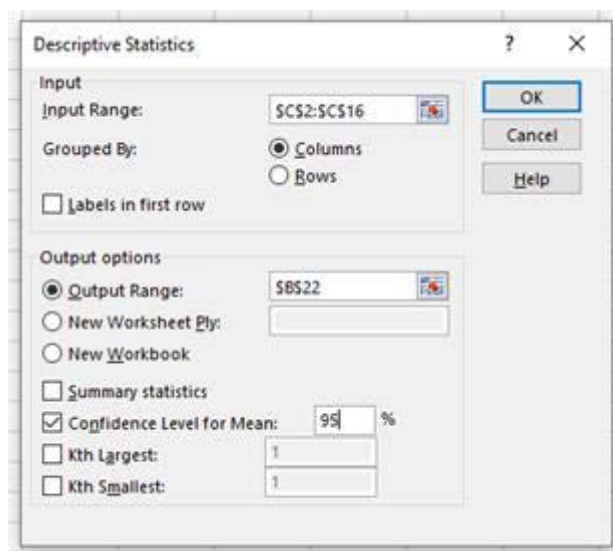 Descriptive Statistics ? ×
Input
Input Range: $C$2:$C$16 OK
Grouped By: Columns Cancel
Rows Help
Labels in first row
Output options
Output Range: $B$22
New Worksheet Ply:
New Workbook
Summary statistics
Confidence Level for Mean: 95 %
Kth Largest: 1
Kth Smallest: 1